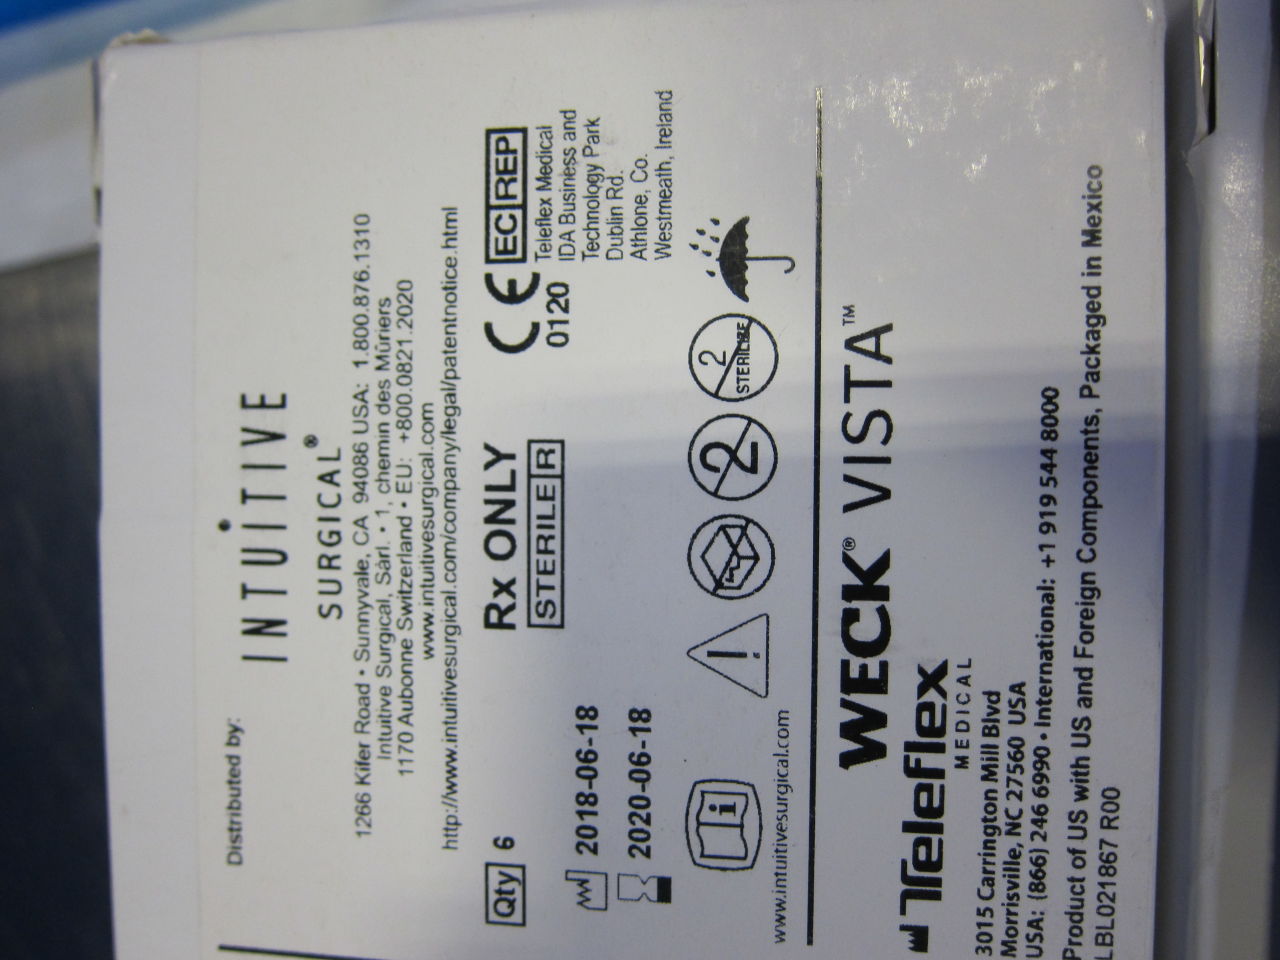 Distributed by:
INTUITIVE
SURGICAL®
1266 Kifer Road • Sunnyvale, CA 94086 USA: 1.800.876.1310
Intuitive Surgical, Sàrl. • 1, chemin des Mûriers
1170 Aubonne Switzerland • EU: +800.0821.2020
www.intuitivesurgical.com
http://www.intuitivesurgical.com/company/legal/patentnotice.html
Qty 6
Rx ONLY
STERILE R
CE
0120
EC REP
Teleflex Medical
IDA Business and
Technology Park
Dublin Rd.
Athlone, Co.
Westmeath, Ireland
2018-06-18
2020-06-18
i
www.intuitivesurgical.com
!
2
2
STERILIZE
WECK® VISTA™
Teleflex
MEDICAL
3015 Carrington Mill Blvd
Morrisville, NC 27560 USA
USA: (866) 246 6990 • International: +1 919 544 8000
Product of US with US and Foreign Components, Packaged in Mexico
LBL021867 R00